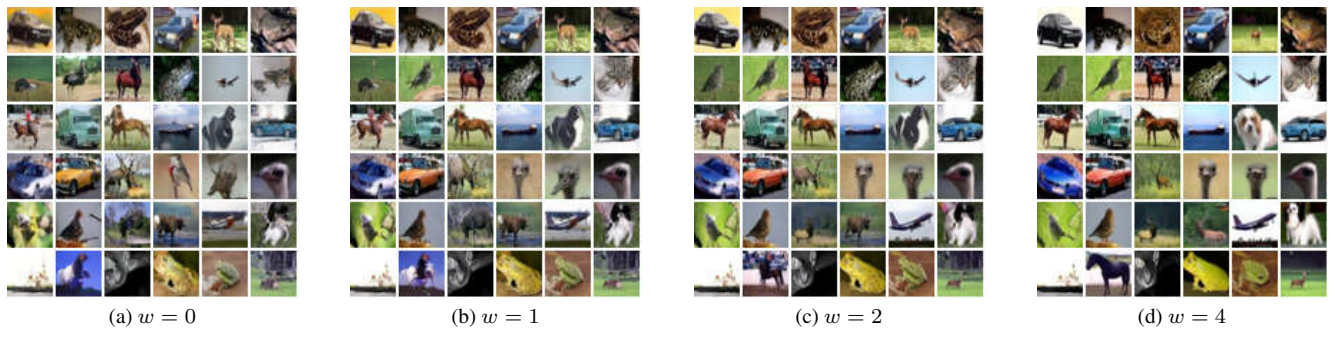 (a) w = 0
(b) w = 1
(c) w = 2
(d) w = 4